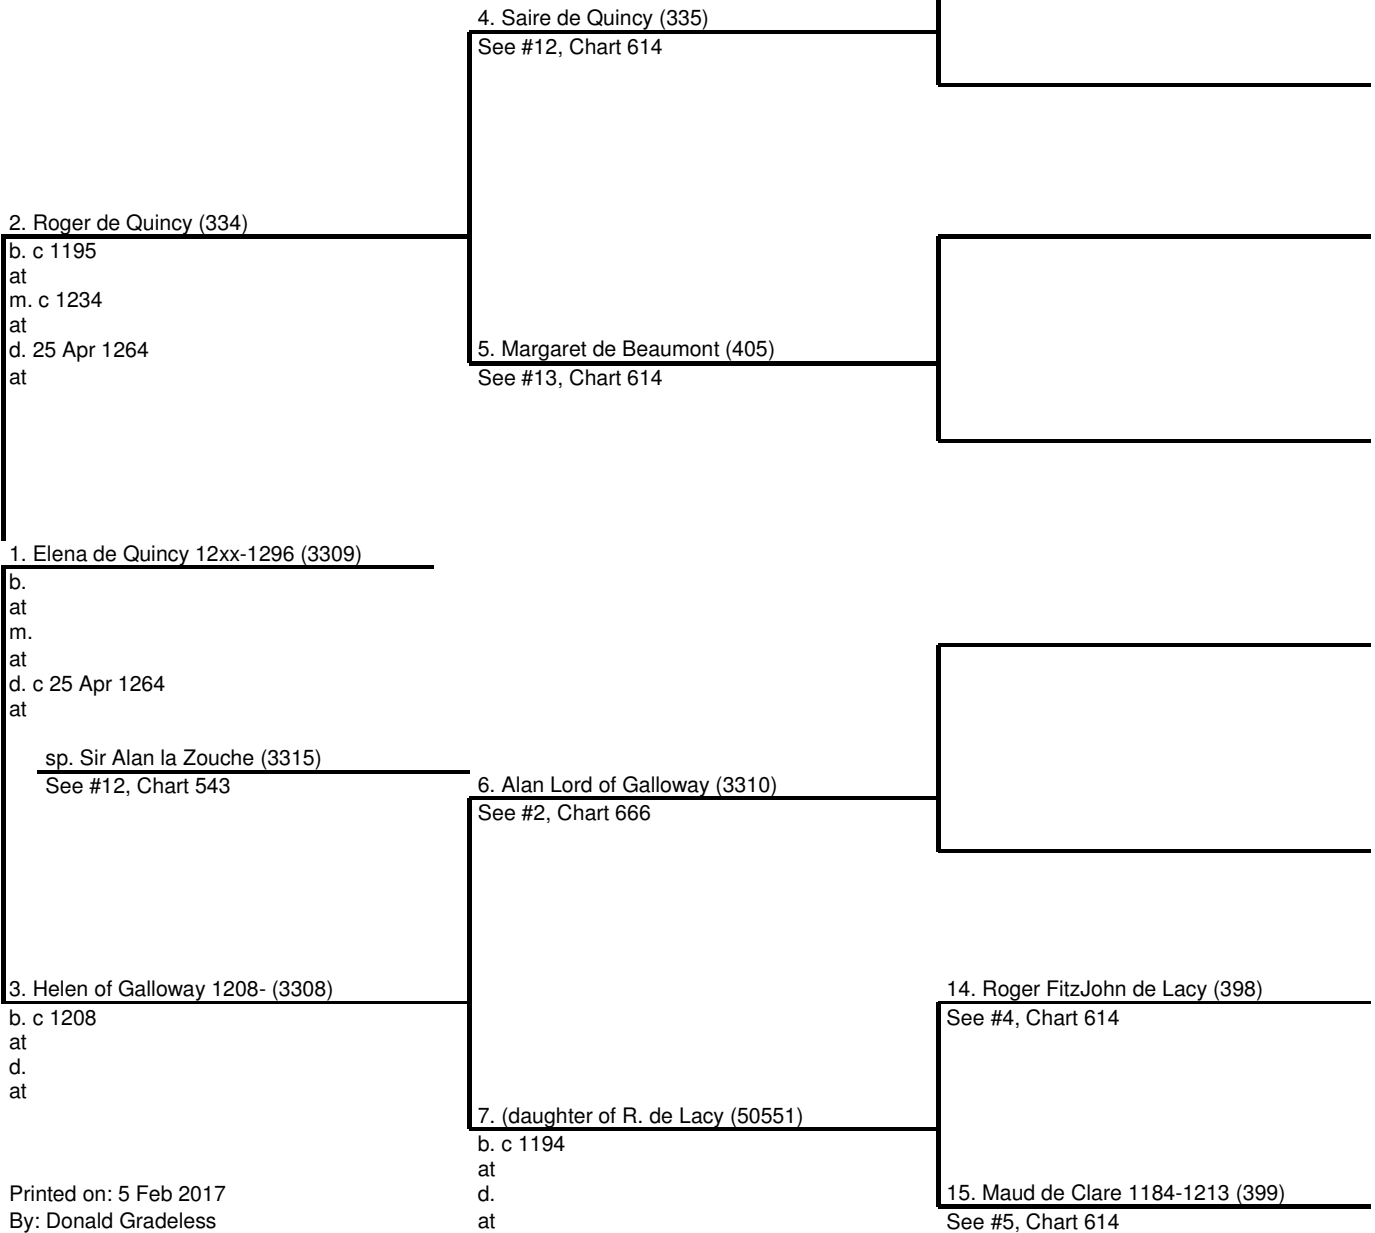 4. Saire de Quincy (335)
See #12, Chart 614
2. Roger de Quincy (334)
b. c 1195
at
m. c 1234
at
d. 25 Apr 1264
at
5. Margaret de Beaumont (405)
See #13, Chart 614
1. Elena de Quincy 12xx-1296 (3309)
b.
at
m.
at
d. c 25 Apr 1264
at
sp. Sir Alan la Zouche (3315)
See #12, Chart 543
6. Alan Lord of Galloway (3310)
See #2, Chart 666
3. Helen of Galloway 1208- (3308)
b. c 1208
at
d.
at
14. Roger FitzJohn de Lacy (398)
See #4, Chart 614
7. (daughter of R. de Lacy (50551)
b. c 1194
at
d.
at
15. Maud de Clare 1184-1213 (399)
See #5, Chart 614
Printed on: 5 Feb 2017
By: Donald Gradeless